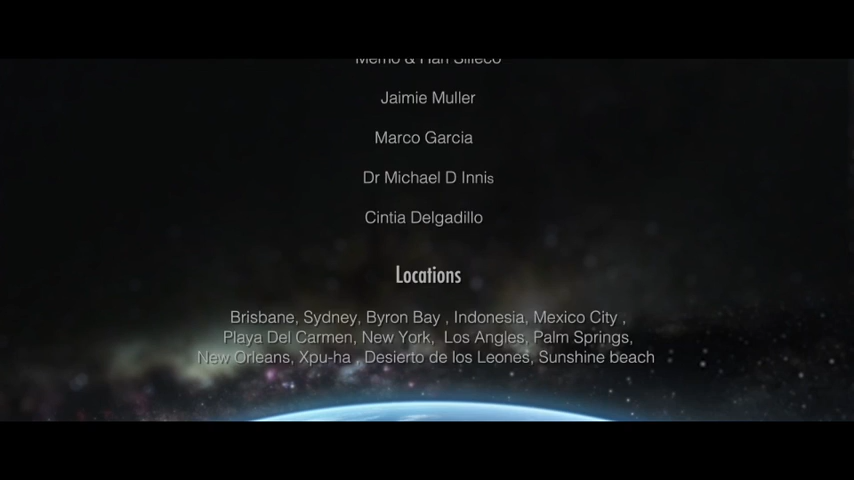 Jaimie Muller
Marco Garcia
Dr Michael D Innis
Cintia Delgadillo
Locations
Brisbane, Sydney, Byron Bay , Indonesia, Mexico City ,
Playa Del Carmen, New York, Los Angles, Palm Springs,
New Orleans, Xpu-ha , Desierto de los Leones, Sunshine beach